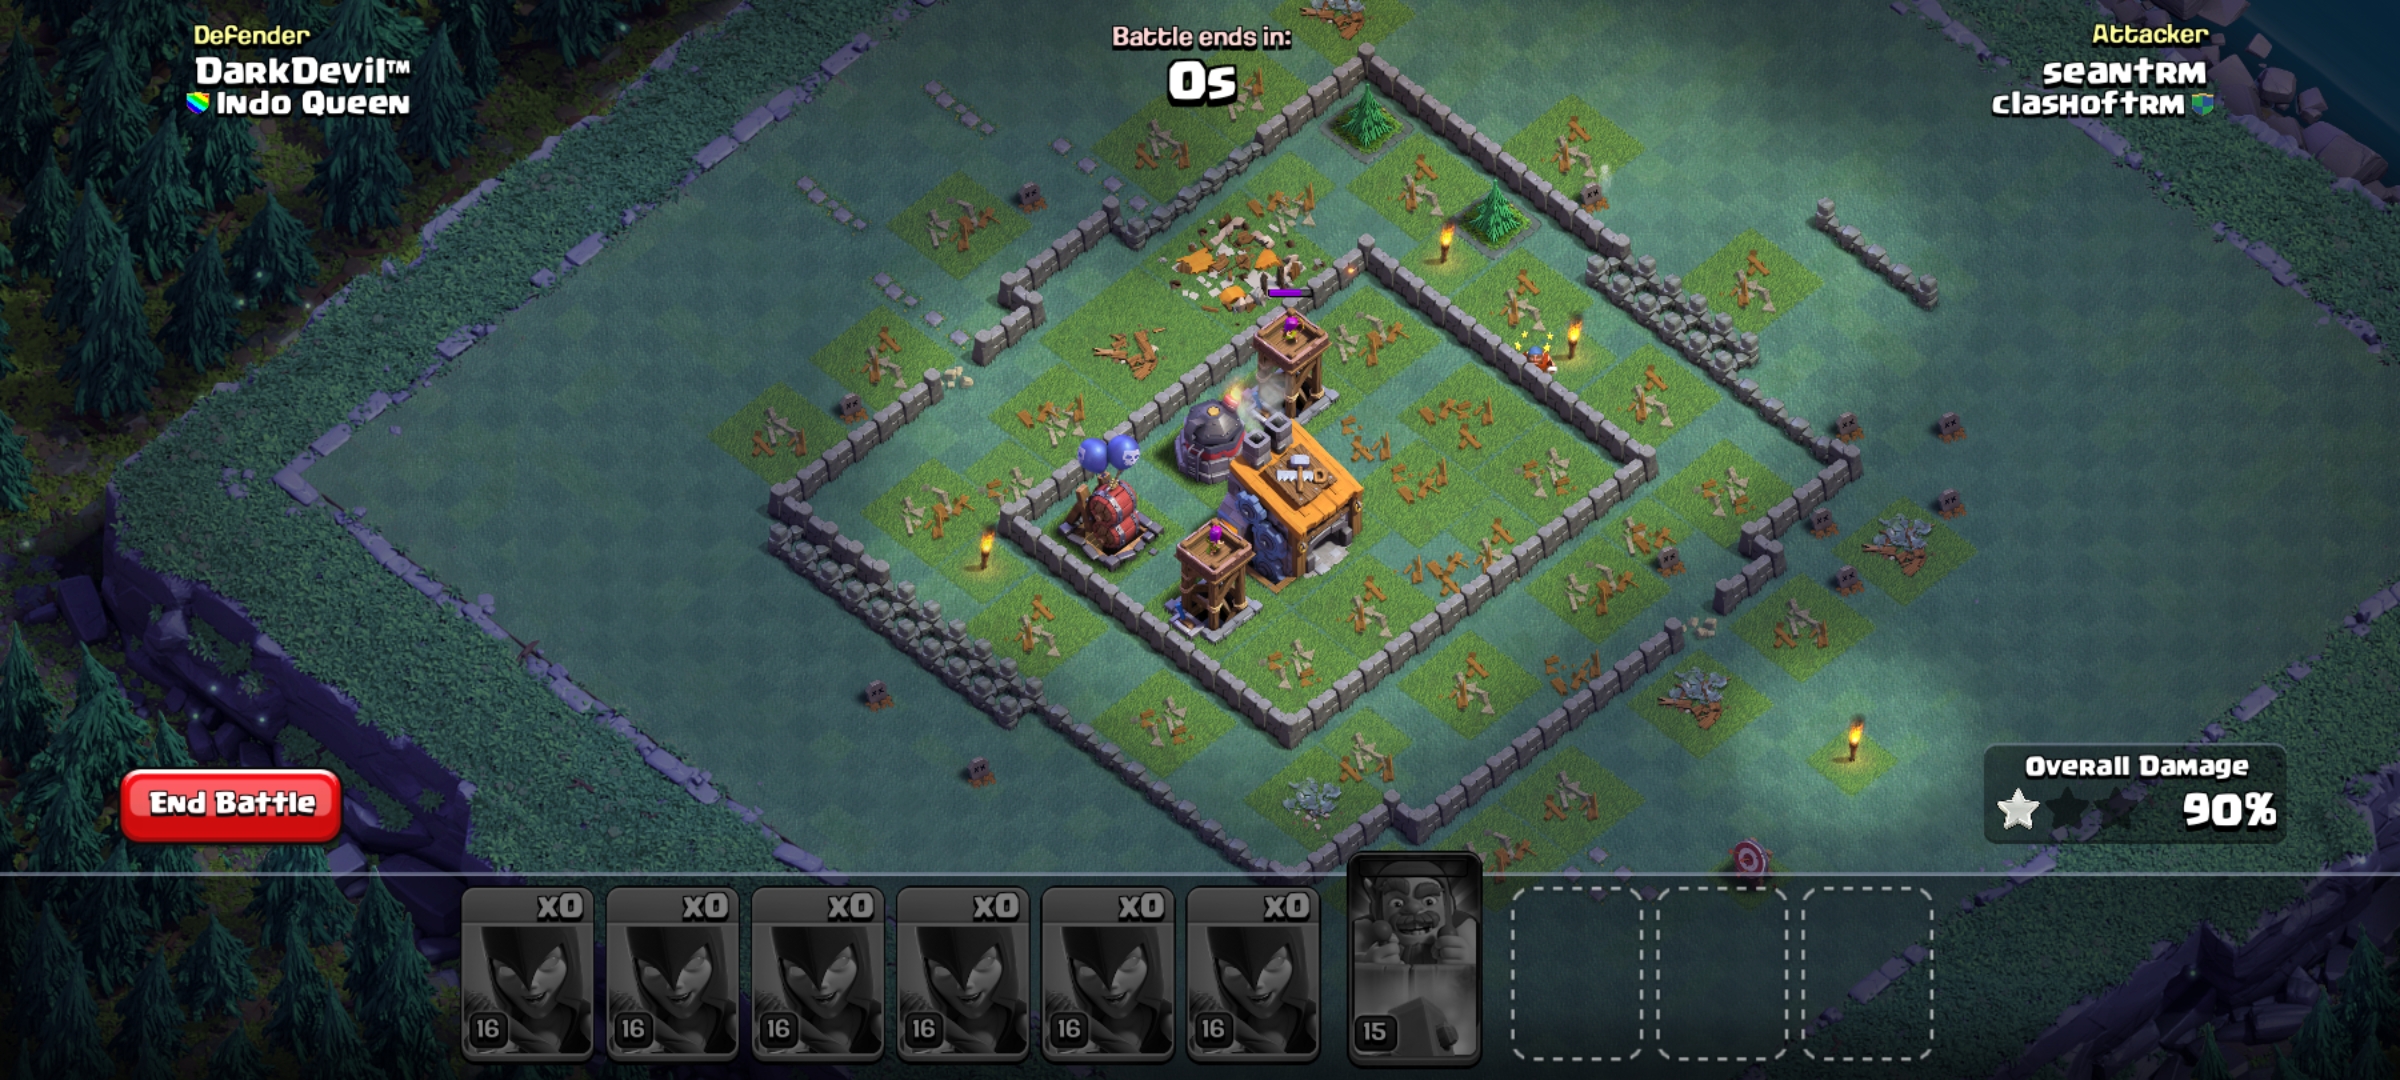 Defender
DarkDevil™
Indo Queen
Battle ends in:
0s
Attacker
seantrm
clashoftrm
End Battle
Overall Damage
90%
x0
x0
x0
x0
x0
x0
16
16
16
16
16
16
15